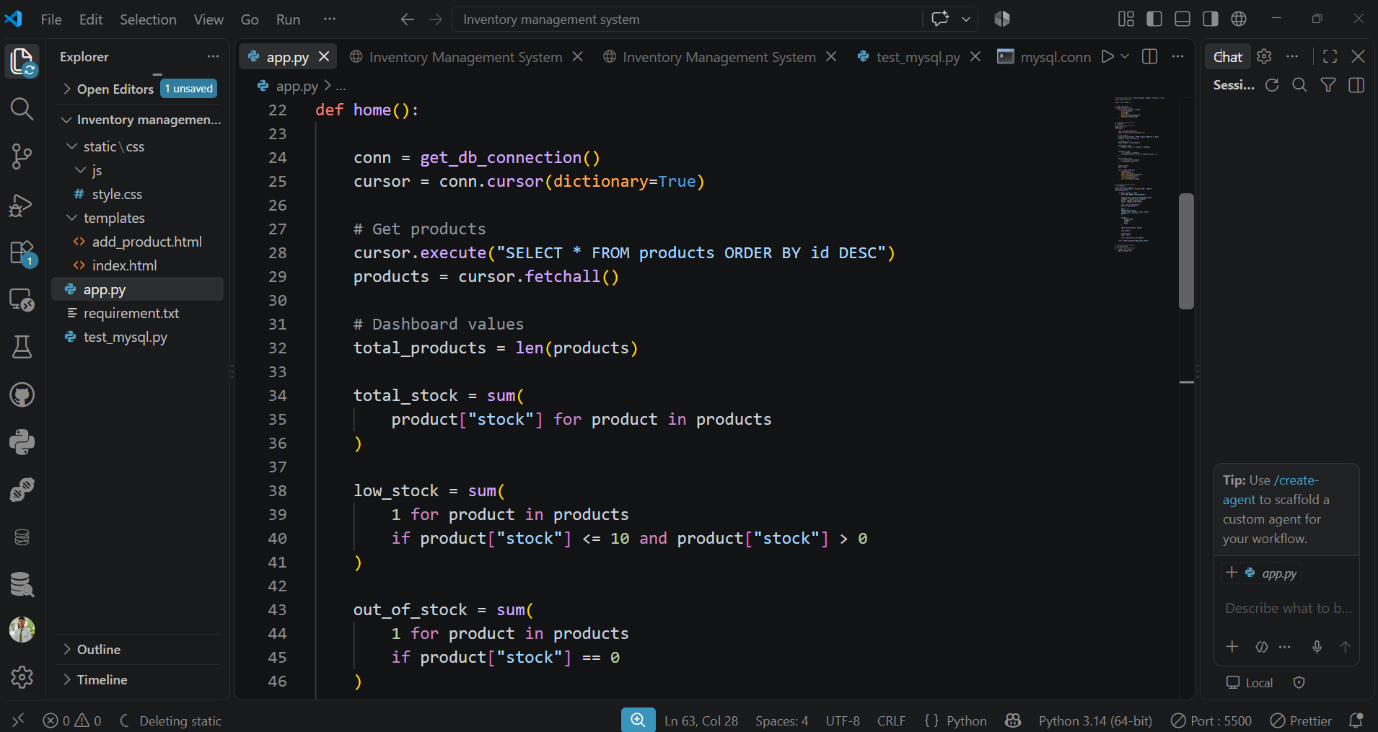 File Edit Selection View Go Run ···
Inventory management system
Explorer ···
Open Editors 1 unsaved
Inventory managemen...
static\css
js
# style.css
templates
<> add_product.html
<> index.html
app.py
requirement.txt
test_mysql.py
Outline
Timeline
1
app.py
Inventory Management System
Inventory Management System
test_mysql.py
mysql.conn
app.py > ...
22 def home():
23
24 conn = get_db_connection()
25 cursor = conn.cursor(dictionary=True)
26
27 # Get products
28 cursor.execute("SELECT * FROM products ORDER BY id DESC")
29 products = cursor.fetchall()
30
31 # Dashboard values
32 total_products = len(products)
33
34 total_stock = sum(
35 product["stock"] for product in products
36 )
37
38 low_stock = sum(
39 1 for product in products
40 if product["stock"] <= 10 and product["stock"] > 0
41 )
42
43 out_of_stock = sum(
44 1 for product in products
45 if product["stock"] == 0
46 )
Chat
Sessi...
Tip: Use /create-
agent to scaffold a
custom agent for
your workflow.
app.py
Describe what to b...
Local
0 0 Deleting static
Ln 63, Col 28 Spaces: 4 UTF-8 CRLF { } Python Python 3.14 (64-bit) Port : 5500 Prettier